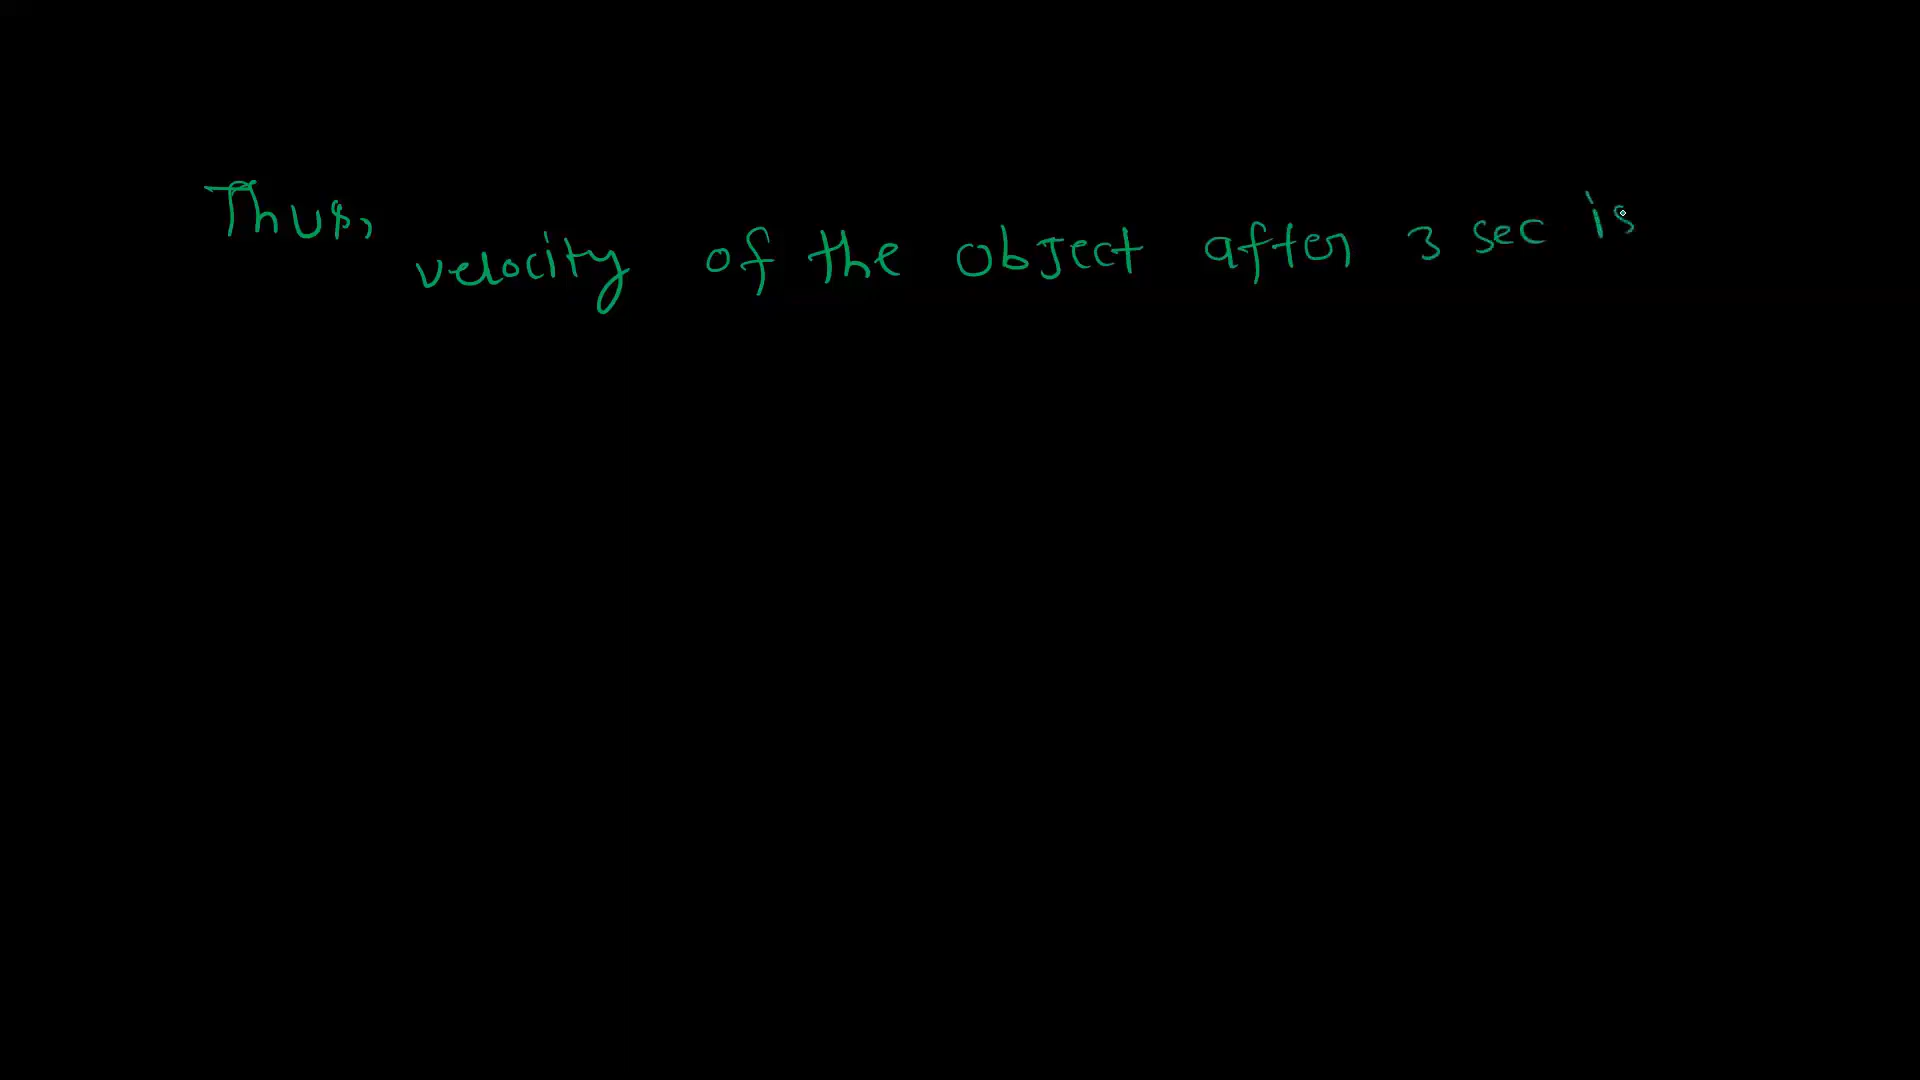 Thus, velocity of the object after 3 sec is